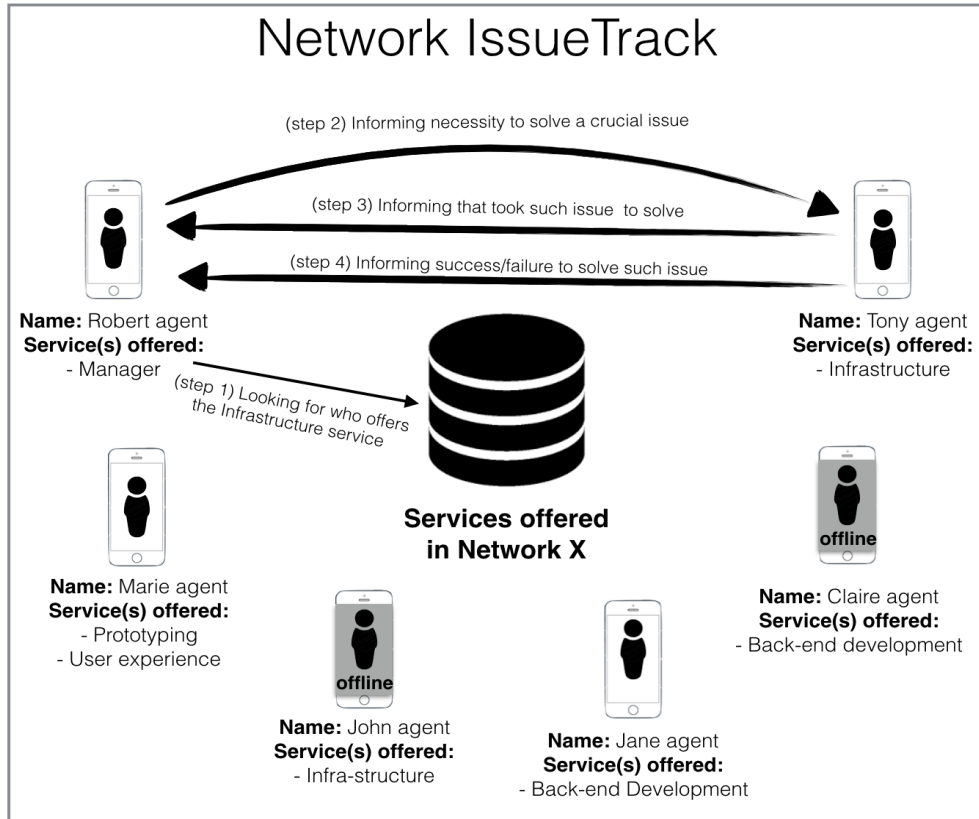 Network IssueTrack
(step 2) Informing necessity to solve a crucial issue
(step 3) Informing that took such issue to solve
(step 4) Informing success/failure to solve such issue
Name: Robert agent
Service(s) offered:
- Manager
Name: Tony agent
Service(s) offered:
- Infrastructure
(step 1) Looking for who offers
the Infrastructure service
Services offered
in Network X
offline
Name: Marie agent
Service(s) offered:
- Prototyping
- User experience
Name: Claire agent
Service(s) offered:
- Back-end development
offline
Name: John agent
Service(s) offered:
- Infra-structure
Name: Jane agent
Service(s) offered:
- Back-end Development